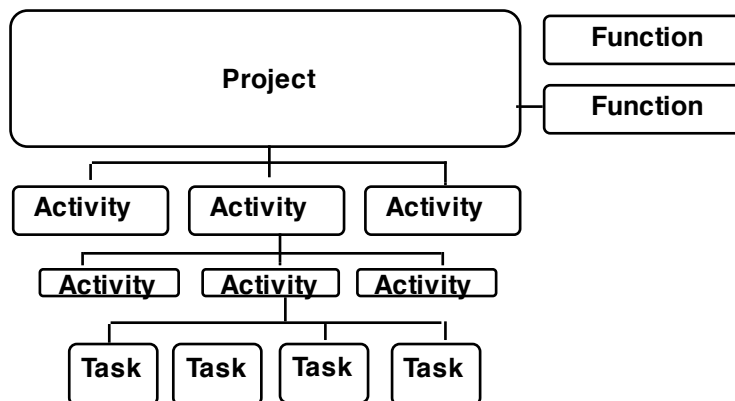 Project
Function
Function
Activity
Activity
Activity
Activity
Activity
Activity
Task
Task
Task
Task